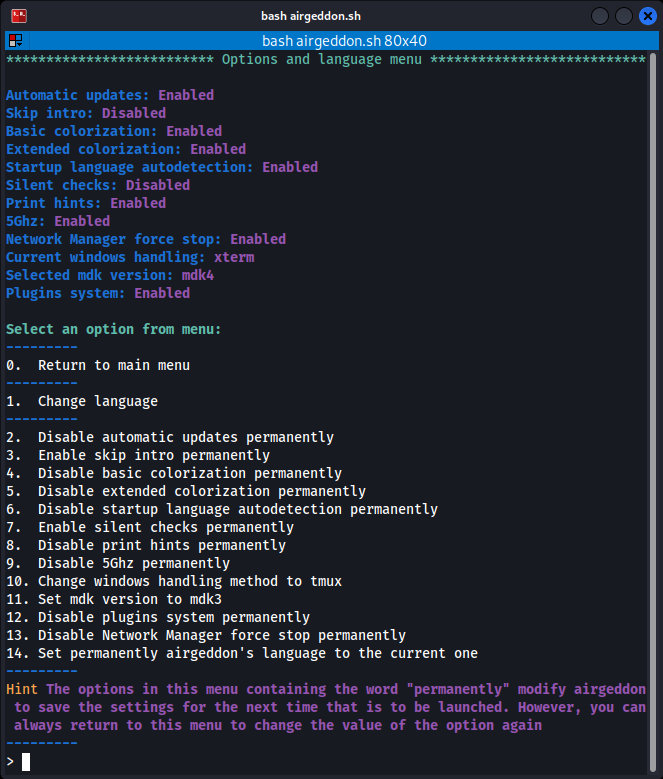 bash airgeddon.sh
bash airgeddon.sh 80x40
************************** Options and language menu ***************************
Automatic updates: Enabled
Skip intro: Disabled
Basic colorization: Enabled
Extended colorization: Enabled
Startup language autodetection: Enabled
Silent checks: Disabled
Print hints: Enabled
5Ghz: Enabled
Network Manager force stop: Enabled
Current windows handling: xterm
Selected mdk version: mdk4
Plugins system: Enabled
Select an option from menu:
---------
0.  Return to main menu
---------
1.  Change language
---------
2.  Disable automatic updates permanently
3.  Enable skip intro permanently
4.  Disable basic colorization permanently
5.  Disable extended colorization permanently
6.  Disable startup language autodetection permanently
7.  Enable silent checks permanently
8.  Disable print hints permanently
9.  Disable 5Ghz permanently
10. Change windows handling method to tmux
11. Set mdk version to mdk3
12. Disable plugins system permanently
13. Disable Network Manager force stop permanently
14. Set permanently airgeddon's language to the current one
---------
Hint The options in this menu containing the word "permanently" modify airgeddon
to save the settings for the next time that is to be launched. However, you can
always return to this menu to change the value of the option again
---------
>